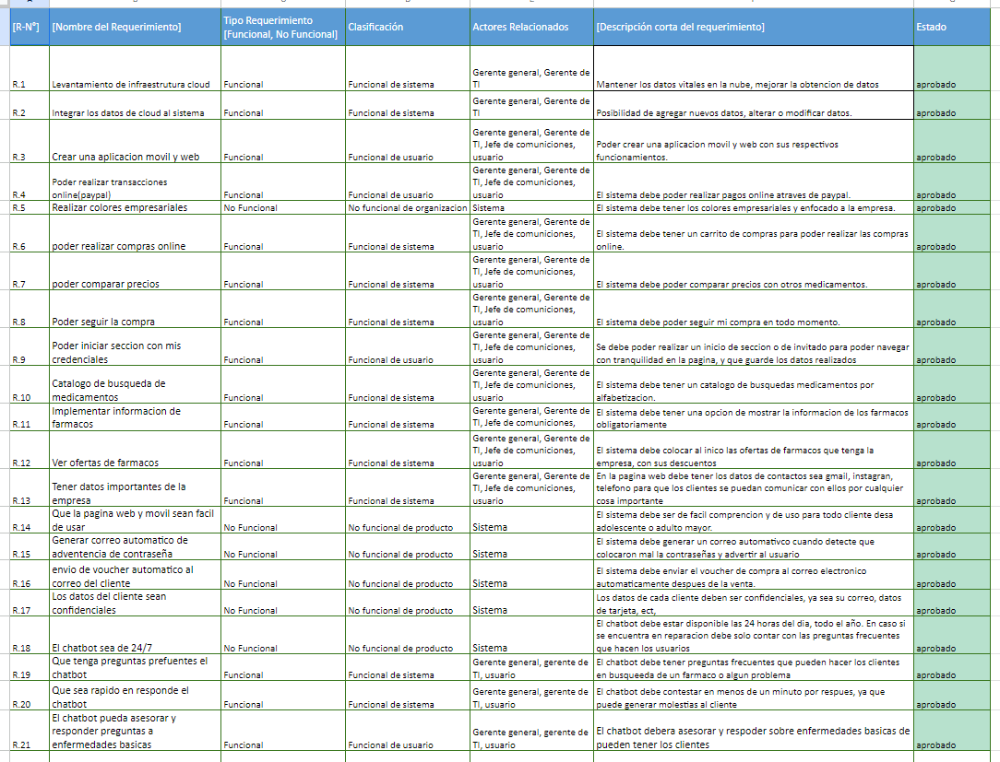 [R-Nº] [Nombre del Requerimiento] Tipo Requerimiento [Funcional, No Funcional] Clasificación Actores Relacionados [Descripción corta del requerimiento] Estado
R.1 Levantamiento de infraestrutura cloud Funcional Funcional de sistema Gerente general, Gerente de TI Mantener los datos vitales en la nube, mejorar la obtencion de datos aprobado
R.2 Integrar los datos de cloud al sistema Funcional Funcional de sistema Gerente general, Gerente de TI Posibilidad de agregar nuevos datos, alterar o modificar datos. aprobado
R.3 Crear una aplicacion movil y web Funcional Funcional de usuario Gerente general, Gerente de TI, Jefe de comuniciones, usuario Poder crear una aplicacion movil y web con sus respectivos funcionamientos. aprobado
R.4 Poder realizar transacciones online(paypal) Funcional Funcional de usuario Gerente general, Gerente de TI, Jefe de comuniciones, usuario El sistema debe poder realizar pagos online atraves de paypal. aprobado
R.5 Realizar colores empresariales No Funcional No funcional de organizacion Sistema El sistema debe tener los colores empresariales y enfocado a la empresa. aprobado
R.6 poder realizar compras online Funcional Funcional de sistema Gerente general, Gerente de TI, Jefe de comuniciones, usuario El sistema debe tener un carrito de compras para poder realizar las compras online. aprobado
R.7 poder comparar precios Funcional Funcional de sistema Gerente general, Gerente de TI, Jefe de comuniciones, usuario El sistema debe poder comparar precios con otros medicamentos. aprobado
R.8 Poder seguir la compra Funcional Funcional de sistema Gerente general, Gerente de TI, Jefe de comuniciones, usuario El sistema debe poder seguir mi compra en todo momento. aprobado
R.9 Poder iniciar seccion con mis credenciales Funcional Funcional de usuario Gerente general, Gerente de TI, Jefe de comuniciones, usuario Se debe poder realizar un inicio de seccion o de invitado para poder navegar con tranquilidad en la pagina, y que guarde los datos realizados aprobado
R.10 Catalogo de busqueda de medicamentos Funcional Funcional de sistema Gerente general, Gerente de TI, Jefe de comuniciones, usuario El sistema debe tener un catalogo de busquedas medicamentos por alfabetizacion. aprobado
R.11 Implementar informacion de farmacos Funcional Funcional de sistema Gerente general, Gerente de TI, Jefe de comuniciones, El sistema debe tener una opcion de mostrar la informacion de los farmacos obligatoriamente aprobado
R.12 Ver ofertas de farmacos Funcional Funcional de sistema Gerente general, Gerente de TI, Jefe de comuniciones, usuario El sistema debe colocar al inico las ofertas de farmacos que tenga la empresa, con sus descuentos aprobado
R.13 Tener datos importantes de la empresa Funcional Funcional de sistema Gerente general, Gerente de TI, Jefe de comuniciones, usuario En la pagina web debe tener los datos de contactos sea gmail, instagran, telefono para que los clientes se puedan comunicar con ellos por cualquier cosa importante aprobado
R.14 Que la pagina web y movil sean facil de usar No Funcional No funcional de producto Sistema El sistema debe ser de facil comprencion y de uso para todo cliente desa adolescente o adulto mayor. aprobado
R.15 Generar correo automatico de adventencia de contraseña No Funcional No funcional de producto Sistema El sistema debe generar un correo automativco cuando detecte que colocaron mal la contraseñas y advertir al usuario aprobado
R.16 envio de voucher automatico al correo del cliente No Funcional No funcional de producto Sistema El sistema debe enviar el voucher de compra al correo electronico automaticamente despues de la venta. aprobado
R.17 Los datos del cliente sean confidenciales No Funcional No funcional de producto Sistema Los datos de cada cliente deben ser confidenciales, ya sea su correo, datos de tarjeta, ect, aprobado
R.18 El chatbot sea de 24/7 No Funcional No funcional de producto Sistema El chatbot debe estar disponible las 24 horas del dia, todo el año. En caso si se encuentra en reparacion debe solo contar con las preguntas frecuentes que hacen los usuarios aprobado
R.19 Que tenga preguntas prefuentes el chatbot Funcional Funcional de sistema Gerente general, gerente de TI, usuario El chatbot debe tener preguntas frecuentes que pueden hacer los clientes en busqueeda de un farmaco o algun problema aprobado
R.20 Que sea rapido en responde el chatbot Funcional Funcional de sistema Gerente general, gerente de TI, usuario El chatbot debe contestar en menos de un minuto por respues, ya que puede generar molestias al cliente aprobado
R.21 El chatbot pueda asesorar y responder preguntas a enfermedades basicas Funcional Funcional de usuario Gerente general, gerente de TI, usuario El chatbot debera asesorar y respoder sobre enfermedades basicas de pueden tener los clientes aprobado